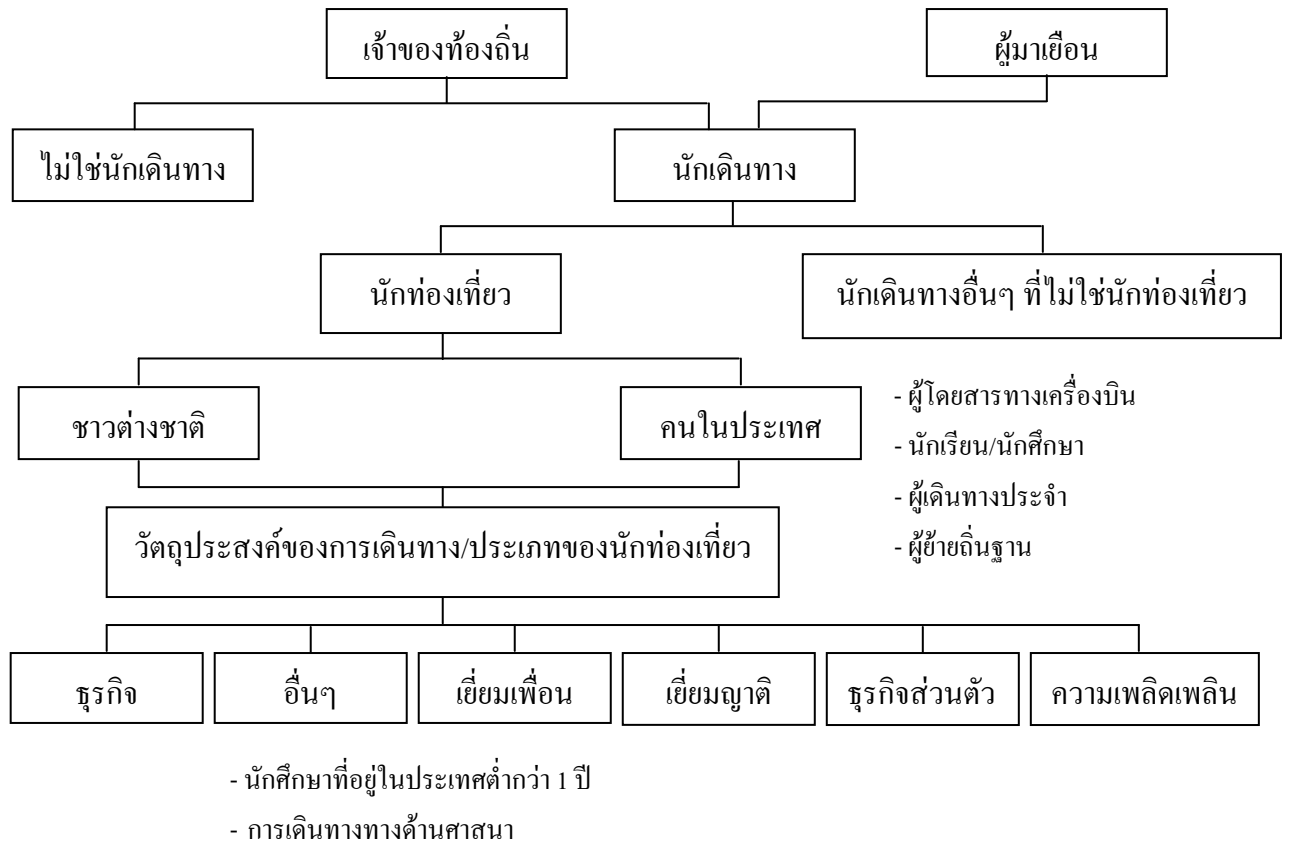 เจ้าของท้องถิ่น
ผู้มาเยือน
ไม่ใช่นักเดินทาง
นักเดินทาง
นักท่องเที่ยว
นักเดินทางอื่นๆ ที่ไม่ใช่นักท่องเที่ยว
- ผู้โดยสารทางเครื่องบิน
- นักเรียน/นักศึกษา
- ผู้เดินทางประจำ
- ผู้ย้ายถิ่นฐาน
ชาวต่างชาติ
คนในประเทศ
วัตถุประสงค์ของการเดินทาง/ประเภทของนักท่องเที่ยว
ธุรกิจ
อื่นๆ
เยี่ยมเพื่อน
เยี่ยมญาติ
ธุรกิจส่วนตัว
ความเพลิดเพลิน
- นักศึกษาที่อยู่ในประเทศต่ำกว่า 1 ปี
- การเดินทางทางด้านศาสนา